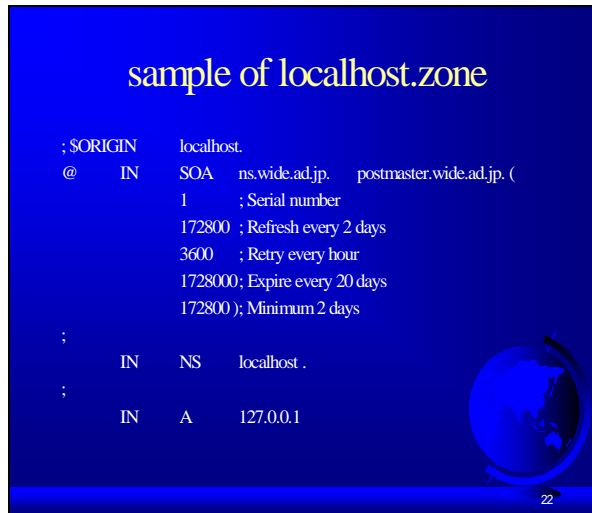 sample of localhost.zone
; $ORIGIN localhost.
@ IN SOA ns.wide.ad.jp. postmaster.wide.ad.jp. (
1 ; Serial number
172800 ; Refresh every 2 days
3600 ; Retry every hour
1728000; Expire every 20 days
172800 ); Minimum 2 days
;
IN NS localhost .
;
IN A 127.0.0.1
22